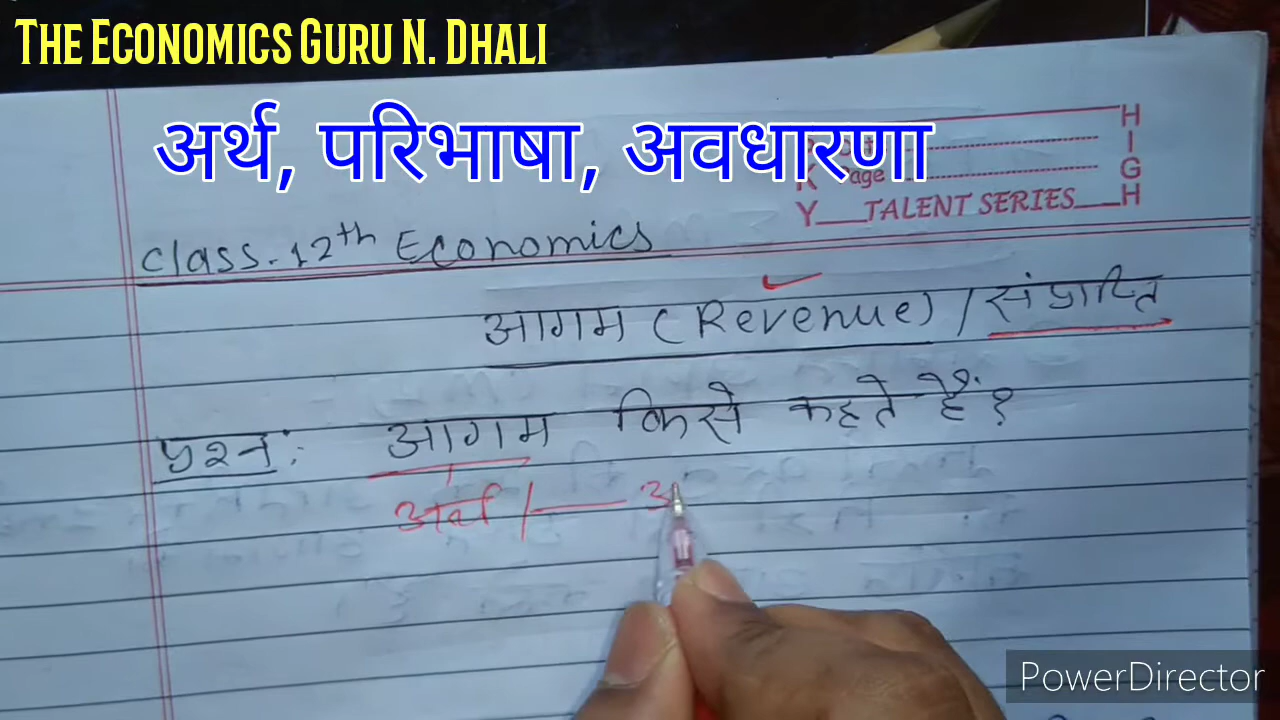 THE ECONOMICS GURU N. DHALI
अर्थ, परिभाषा, अवधारणा
Page
H
I
G
H
Y TALENT SERIES
Class-12th Economics
आगम (Revenue) / संप्राप्ति
प्रश्न: आगम किसे कहते हैं?
अर्थ / — अ
PowerDirector